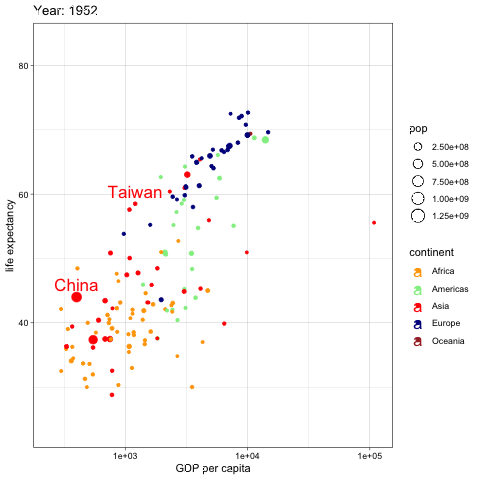 Year: 1952
80
60
40
life expectancy
Taiwan
China
1e+03
1e+04
1e+05
GDP per capita
pop
2.50e+08
5.00e+08
7.50e+08
1.00e+09
1.25e+09
continent
a Africa
a Americas
a Asia
a Europe
a Oceania